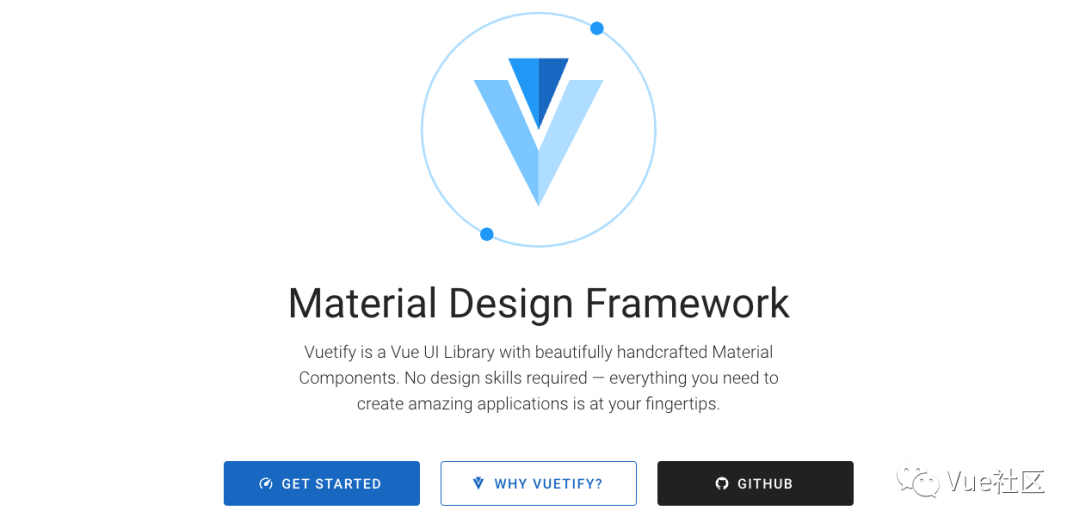 Material Design Framework
Vuetify is a Vue UI Library with beautifully handcrafted Material
Components. No design skills required — everything you need to
create amazing applications is at your fingertips.
GET STARTED
WHY VUETIFY?
GITHUB
Vue社区